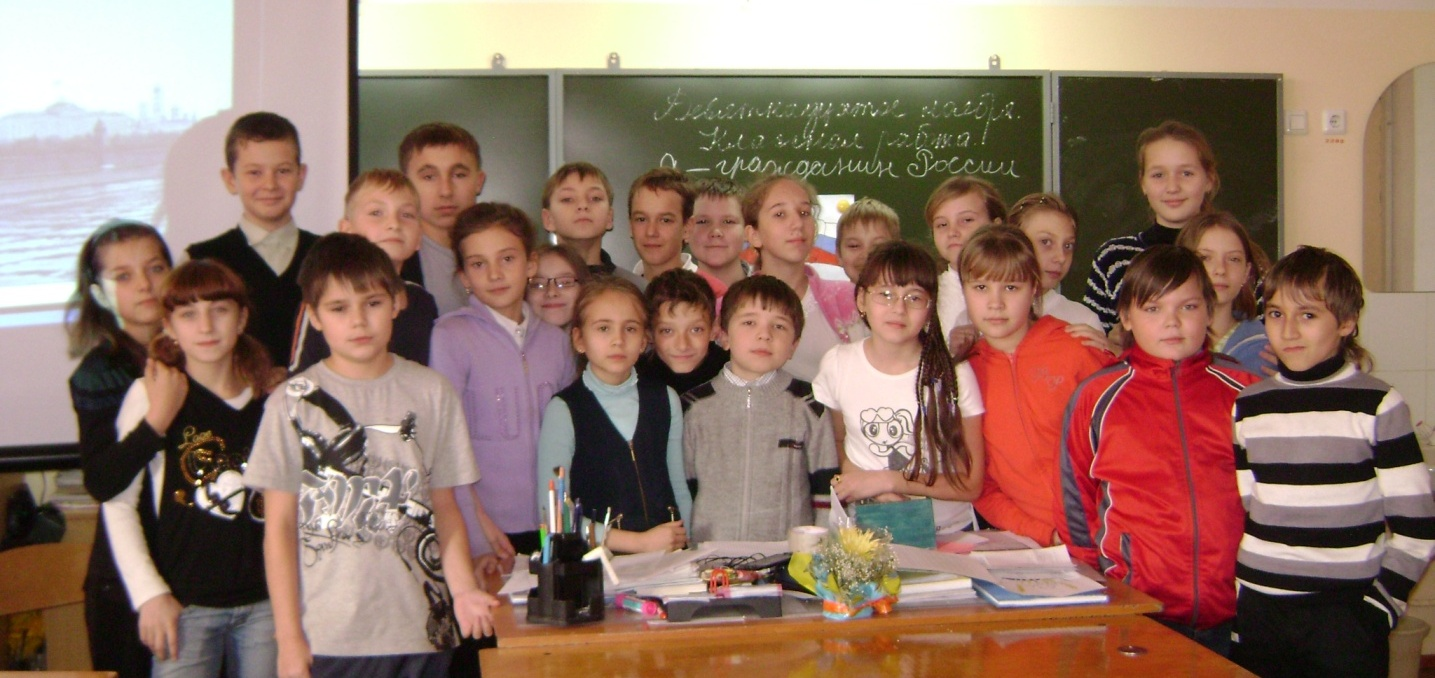 Девятнадцатое ноября.
Классная работа!
Я – гражданин России